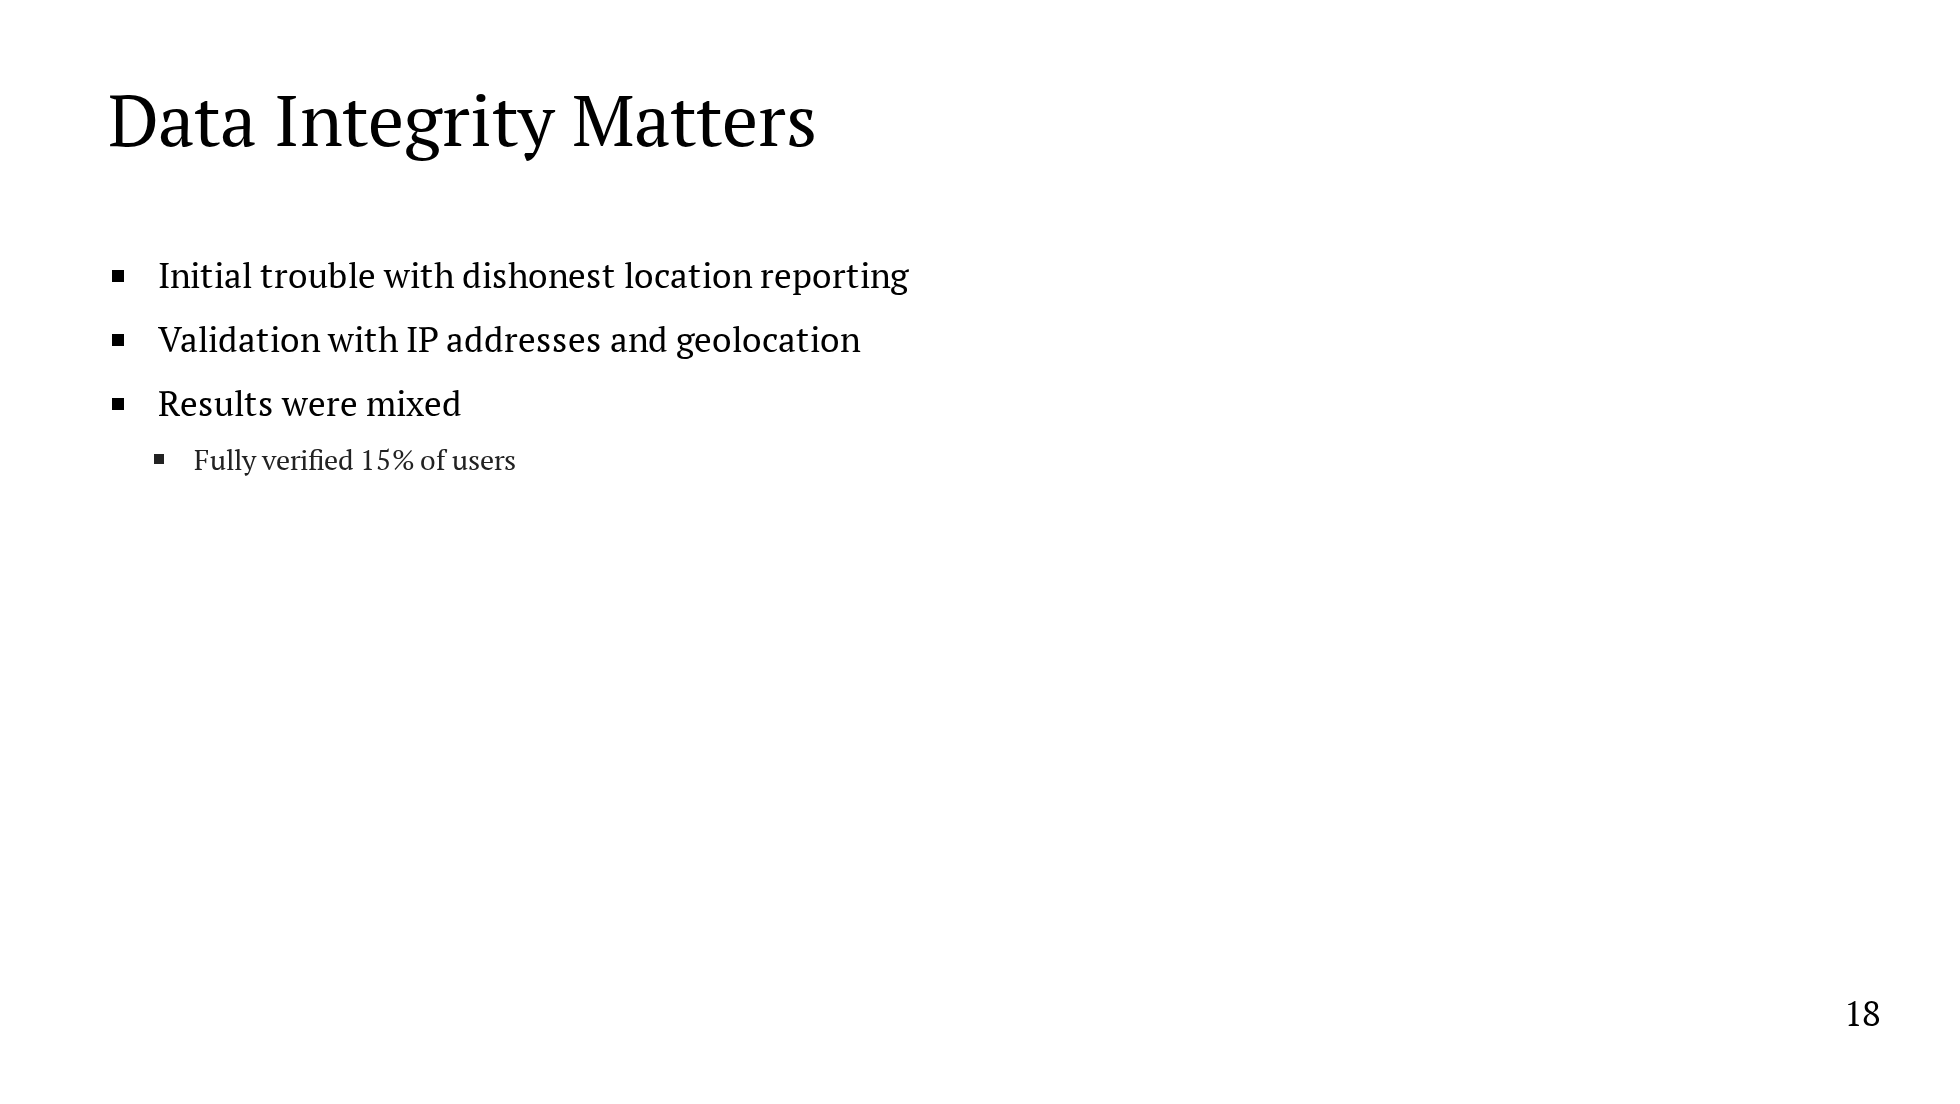 Data Integrity Matters
▪ Initial trouble with dishonest location reporting
▪ Validation with IP addresses and geolocation
▪ Results were mixed
▪ Fully verified 15% of users
18